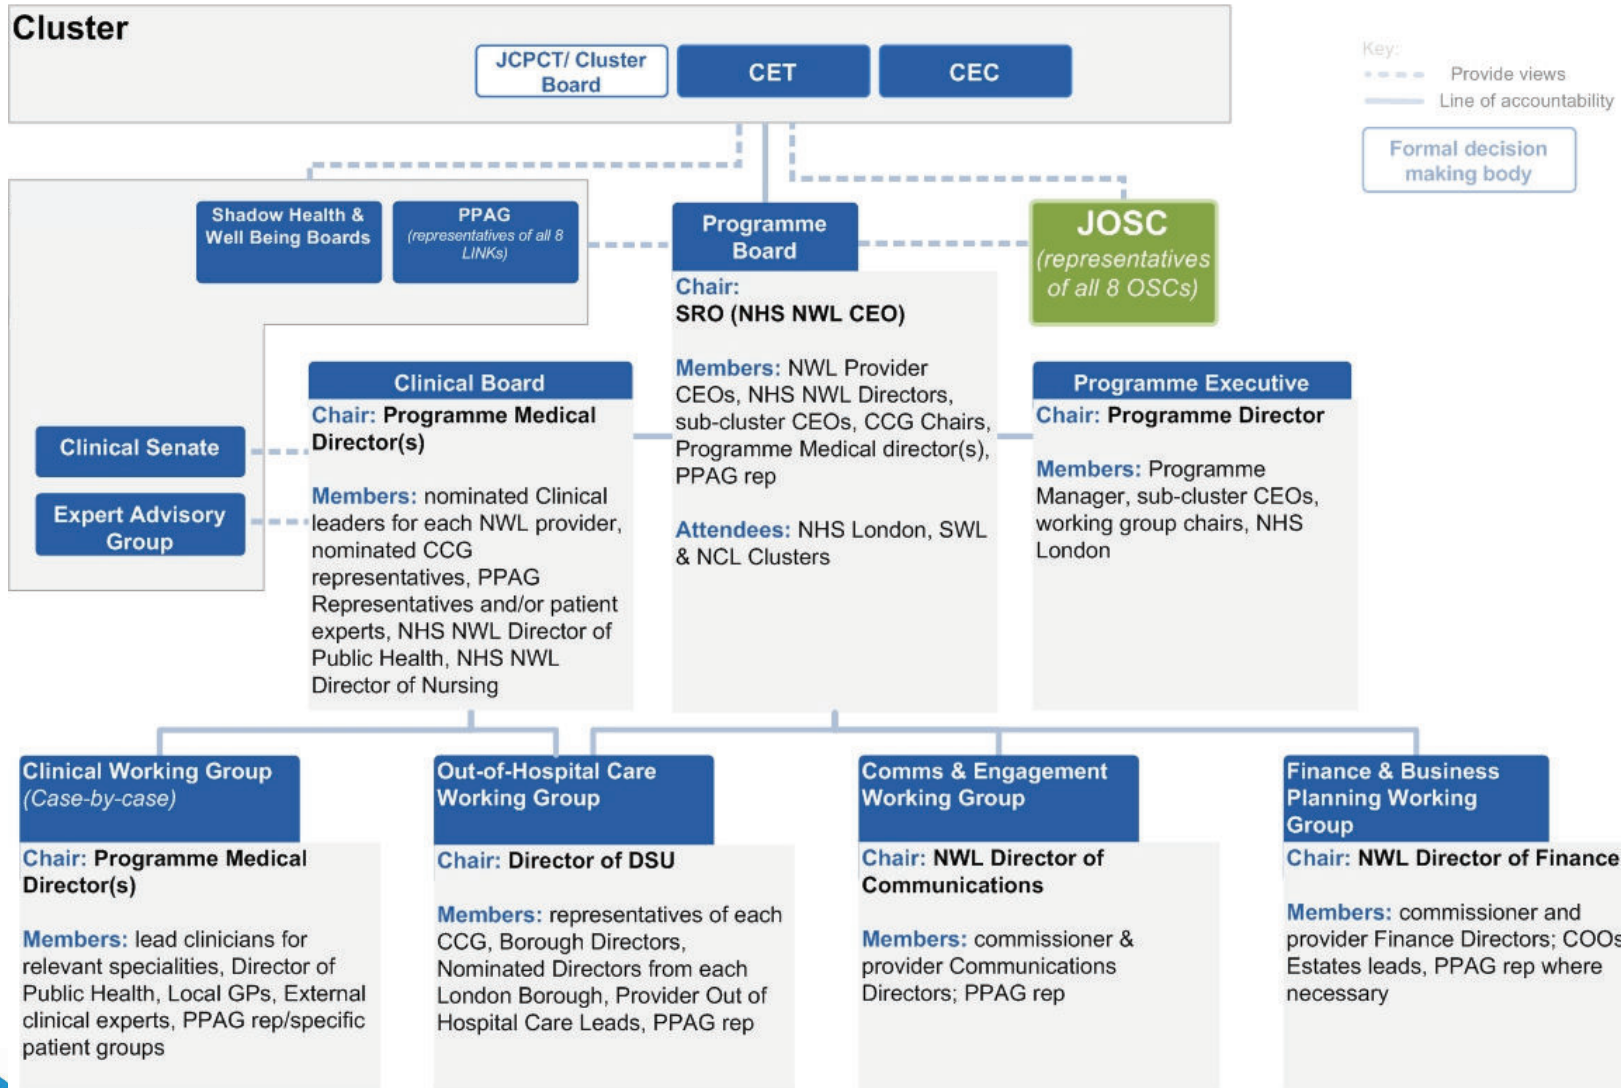 Cluster
JCPCT/ Cluster
Board
CET
CEC
Key:
Provide views
Line of accountability
Formal decision
making body
Shadow Health &
Well Being Boards
PPAG
(representatives of all 8
LINKs)
Programme
Board
Chair:
SRO (NHS NWL CEO)
Members: NWL Provider
CEOs, NHS NWL Directors,
sub-cluster CEOs, CCG Chairs,
Programme Medical director(s),
PPAG rep
Attendees: NHS London, SWL
& NCL Clusters
JOSC
(representatives
of all 8 OSCs)
Clinical Board
Chair: Programme Medical
Director(s)
Members: nominated Clinical
leaders for each NWL provider,
nominated CCG
representatives, PPAG
Representatives and/or patient
experts, NHS NWL Director of
Public Health, NHS NWL
Director of Nursing
Programme Executive
Chair: Programme Director
Members: Programme
Manager, sub-cluster CEOs,
working group chairs, NHS
London
Clinical Senate
Expert Advisory
Group
Clinical Working Group
(Case-by-case)
Chair: Programme Medical
Director(s)
Members: lead clinicians for
relevant specialities, Director of
Public Health, Local GPs, External
clinical experts, PPAG rep/specific
patient groups
Out-of-Hospital Care
Working Group
Chair: Director of DSU
Members: representatives of each
CCG, Borough Directors,
Nominated Directors from each
London Borough, Provider Out of
Hospital Care Leads, PPAG rep
Comms & Engagement
Working Group
Chair: NWL Director of
Communications
Members: commissioner &
provider Communications
Directors; PPAG rep
Finance & Business
Planning Working
Group
Chair: NWL Director of Finance
Members: commissioner and
provider Finance Directors; COOs
Estates leads, PPAG rep where
necessary